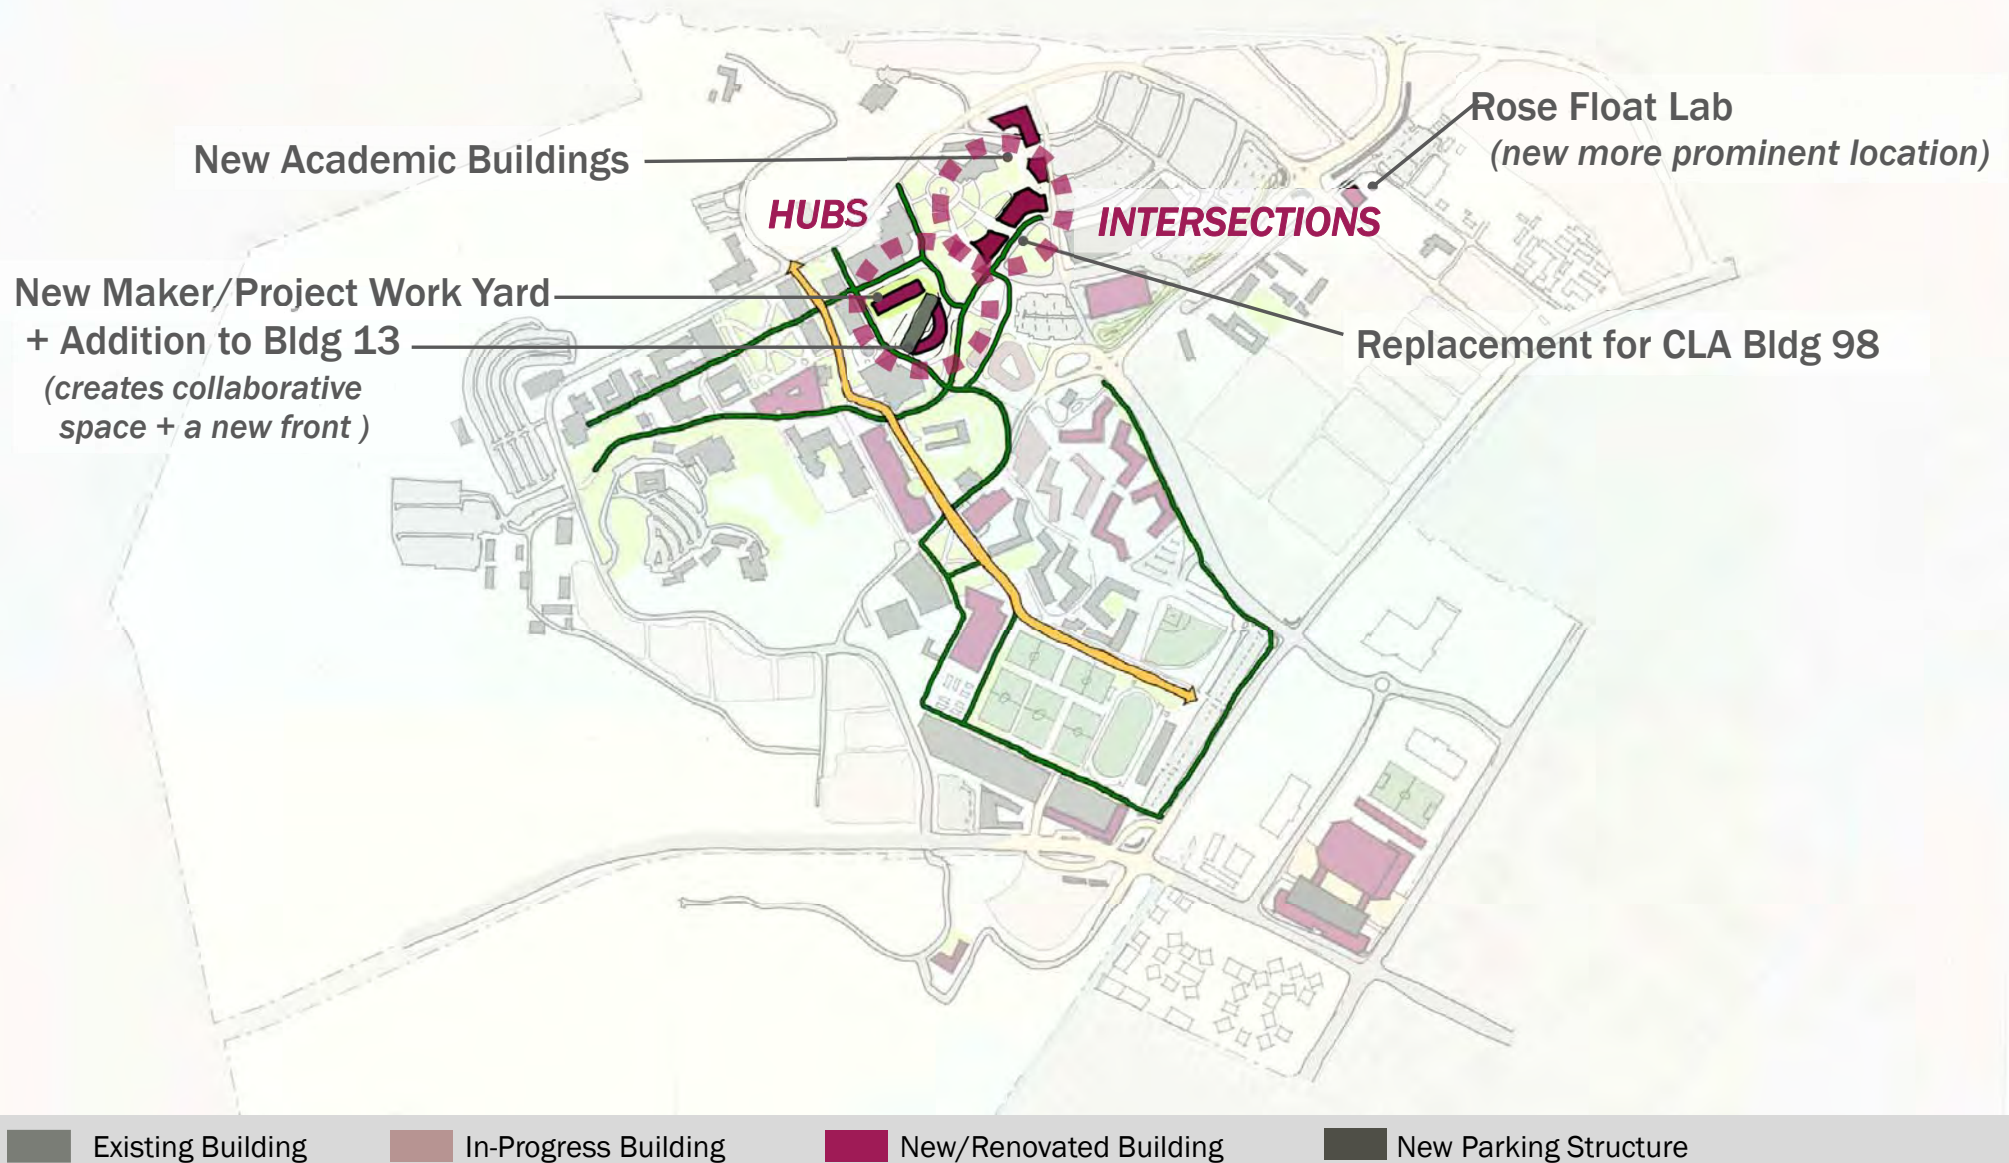 Rose Float Lab
(new more prominent location)
New Academic Buildings
HUBS
INTERSECTIONS
New Maker/Project Work Yard
+ Addition to Bldg 13
(creates collaborative
space + a new front )
Replacement for CLA Bldg 98
Existing Building
In-Progress Building
New/Renovated Building
New Parking Structure